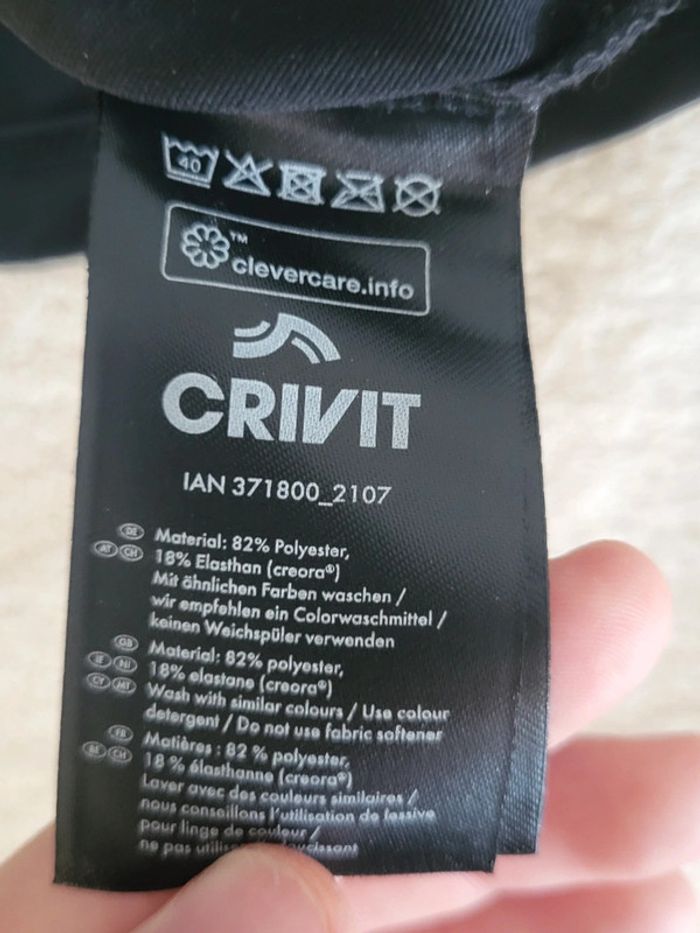 40
clevercare.info
CRIVIT
IAN 371800_2107
DE Material: 82% Polyester,
AT CH 18% Elasthan (creora®)
Mit ähnlichen Farben waschen /
wir empfehlen ein Colorwaschmittel /
keinen Weichspüler verwenden
GB Material: 82% polyester,
IE NI 18% elastane (creora®)
CY MT Wash with similar colours / Use colour
detergent / Do not use fabric softener
FR Matières : 82 % polyester,
BE CH 18 % élasthanne (creora®)
Laver avec des couleurs similaires /
nous conseillons l'utilisation de lessive
pour linge de couleur /
ne pas